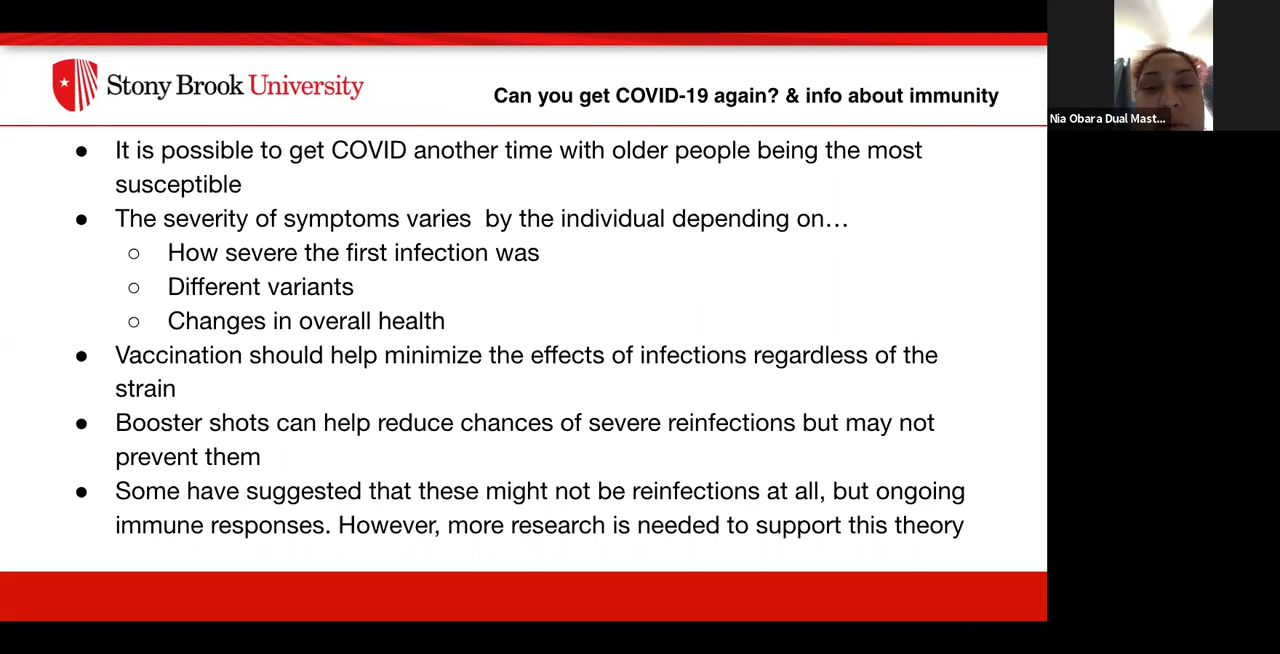 Stony Brook University
Can you get COVID-19 again? & info about immunity
Nia Obara Dual Mast...
● It is possible to get COVID another time with older people being the most
susceptible
● The severity of symptoms varies  by the individual depending on…
○ How severe the first infection was
○ Different variants
○ Changes in overall health
● Vaccination should help minimize the effects of infections regardless of the
strain
● Booster shots can help reduce chances of severe reinfections but may not
prevent them
● Some have suggested that these might not be reinfections at all, but ongoing
immune responses. However, more research is needed to support this theory